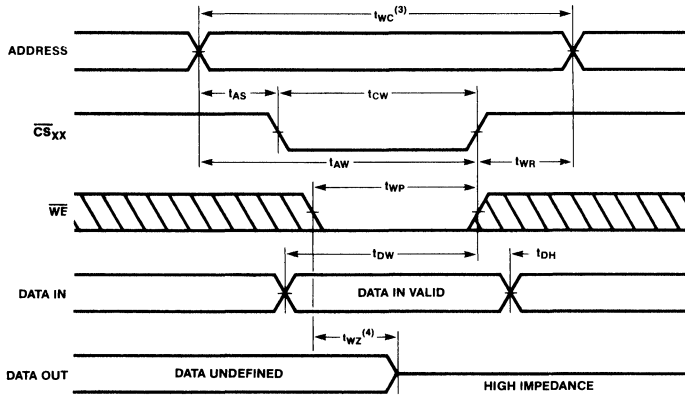 tWC(3)
ADDRESS
tAS
tCW
CSXX
tAW
tWR
tWP
WE
tDW
tDH
DATA IN
DATA IN VALID
tWZ(4)
DATA OUT
DATA UNDEFINED
HIGH IMPEDANCE